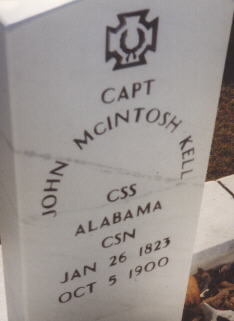 CAPT
JOHN MCINTOSH KELL
CSS
ALABAMA
CSN
JAN 26 1823
OCT 5 1900